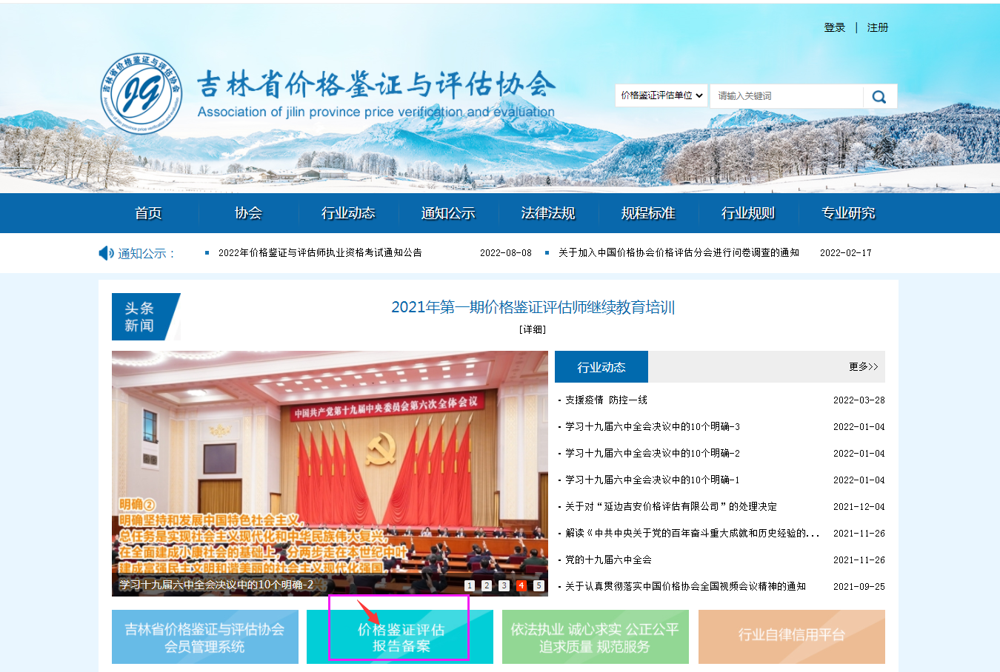 登录 | 注册
吉林省价格鉴证与评估协会
JG
吉林省价格鉴证与评估协会
Association of jilin province price verification and evaluation
价格鉴证评估单位
请输入关键词
首页 协会 行业动态 通知公示 法律法规 规程标准 行业规则 专业研究
通知公示：
2022年价格鉴证与评估师执业资格考试通知公告 2022-08-08
关于加入中国价格协会价格评估分会进行问卷调查的通知 2022-02-17
头条
新闻
2021年第一期价格鉴证评估师继续教育培训
[详细]
中国共产党第十九届中央委员会第六次全体会议
明确②
明确坚持和发展中国特色社会主义，
总任务是实现社会主义现代化和中华民族伟大复兴，
在全面建成小康社会的基础上，分两步走在本世纪中叶
建成富强民主文明和谐美丽的社会主义现代化强国，
学习十九届六中全会决议中的10个明确-2
1 2 3 4 5
行业动态
更多>>
支援疫情 防控一线 2022-03-28
学习十九届六中全会决议中的10个明确-3 2022-01-04
学习十九届六中全会决议中的10个明确-2 2022-01-04
学习十九届六中全会决议中的10个明确-1 2022-01-04
关于对“延边吉安价格评估有限公司”的处理决定 2021-12-04
解读《中共中央关于党的百年奋斗重大成就和历史经验的... 2021-11-26
党的十九届六中全会 2021-11-26
关于认真贯彻落实中国价格协会全国视频会议精神的通知 2021-09-25
吉林省价格鉴证与评估协会
会员管理系统
价格鉴证评估
报告备案
依法执业 诚心求实 公正公平
追求质量 规范服务
行业自律信用平台